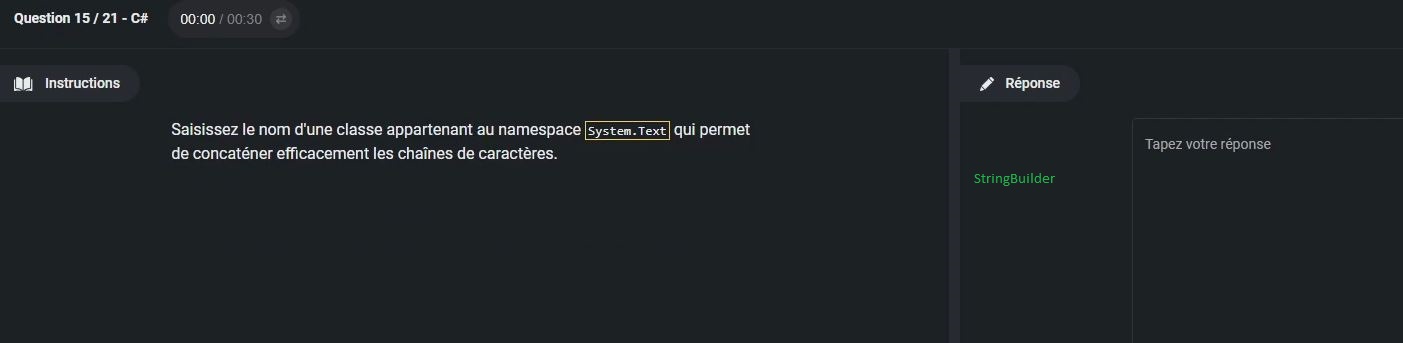 Question 15 / 21 - C# 00:00 / 00:30
Instructions
Saisissez le nom d'une classe appartenant au namespace System.Text qui permet
de concaténer efficacement les chaînes de caractères.
Réponse
Tapez votre réponse
StringBuilder